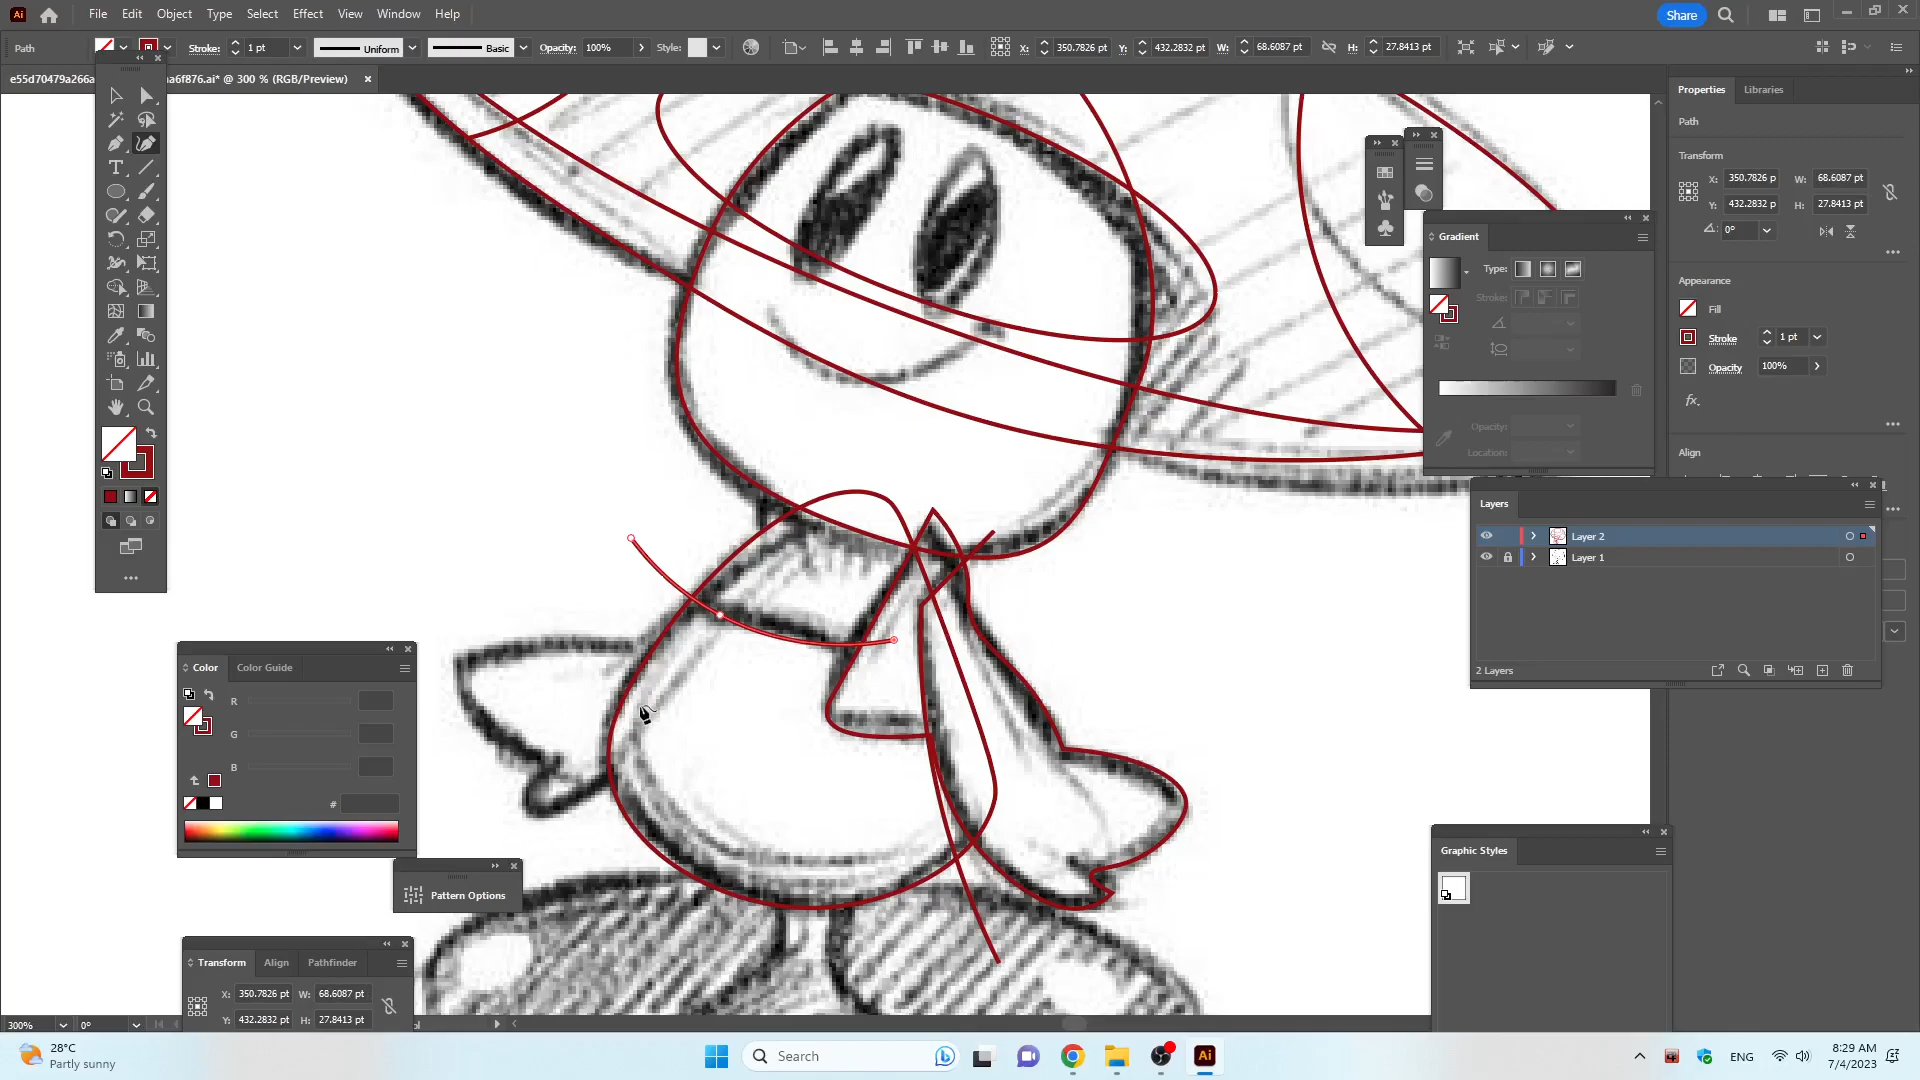 Ai File Edit Object Type Select Effect View Window Help Share
Path Stroke: 1 pt Uniform Basic Opacity: 100% Style: X: 350.7826 pt Y: 432.2832 pt W: 68.6087 pt H: 27.8413 pt
e55d70479a266a a6f876.ai* @ 300 % (RGB/Preview)
Properties Libraries
Path
Transform
X: 350.7826 p W: 68.6087 pt
Y: 432.2832 p H: 27.8413 pt
0°
Gradient
Type:
Stroke:
Opacity:
Location:
Appearance
Fill
Stroke 1 pt
Opacity 100%
fx.
Align
Layers
Layer 2
Layer 1
2 Layers
Color Color Guide
R
G
B
#
Pattern Options
Graphic Styles
Transform Align Pathfinder
X: 350.7826 pt W: 68.6087 pt
Y: 432.2832 pt H: 27.8413 pt
300% 0°
28°C
Partly sunny
Search
Ai
ENG
8:29 AM
7/4/2023